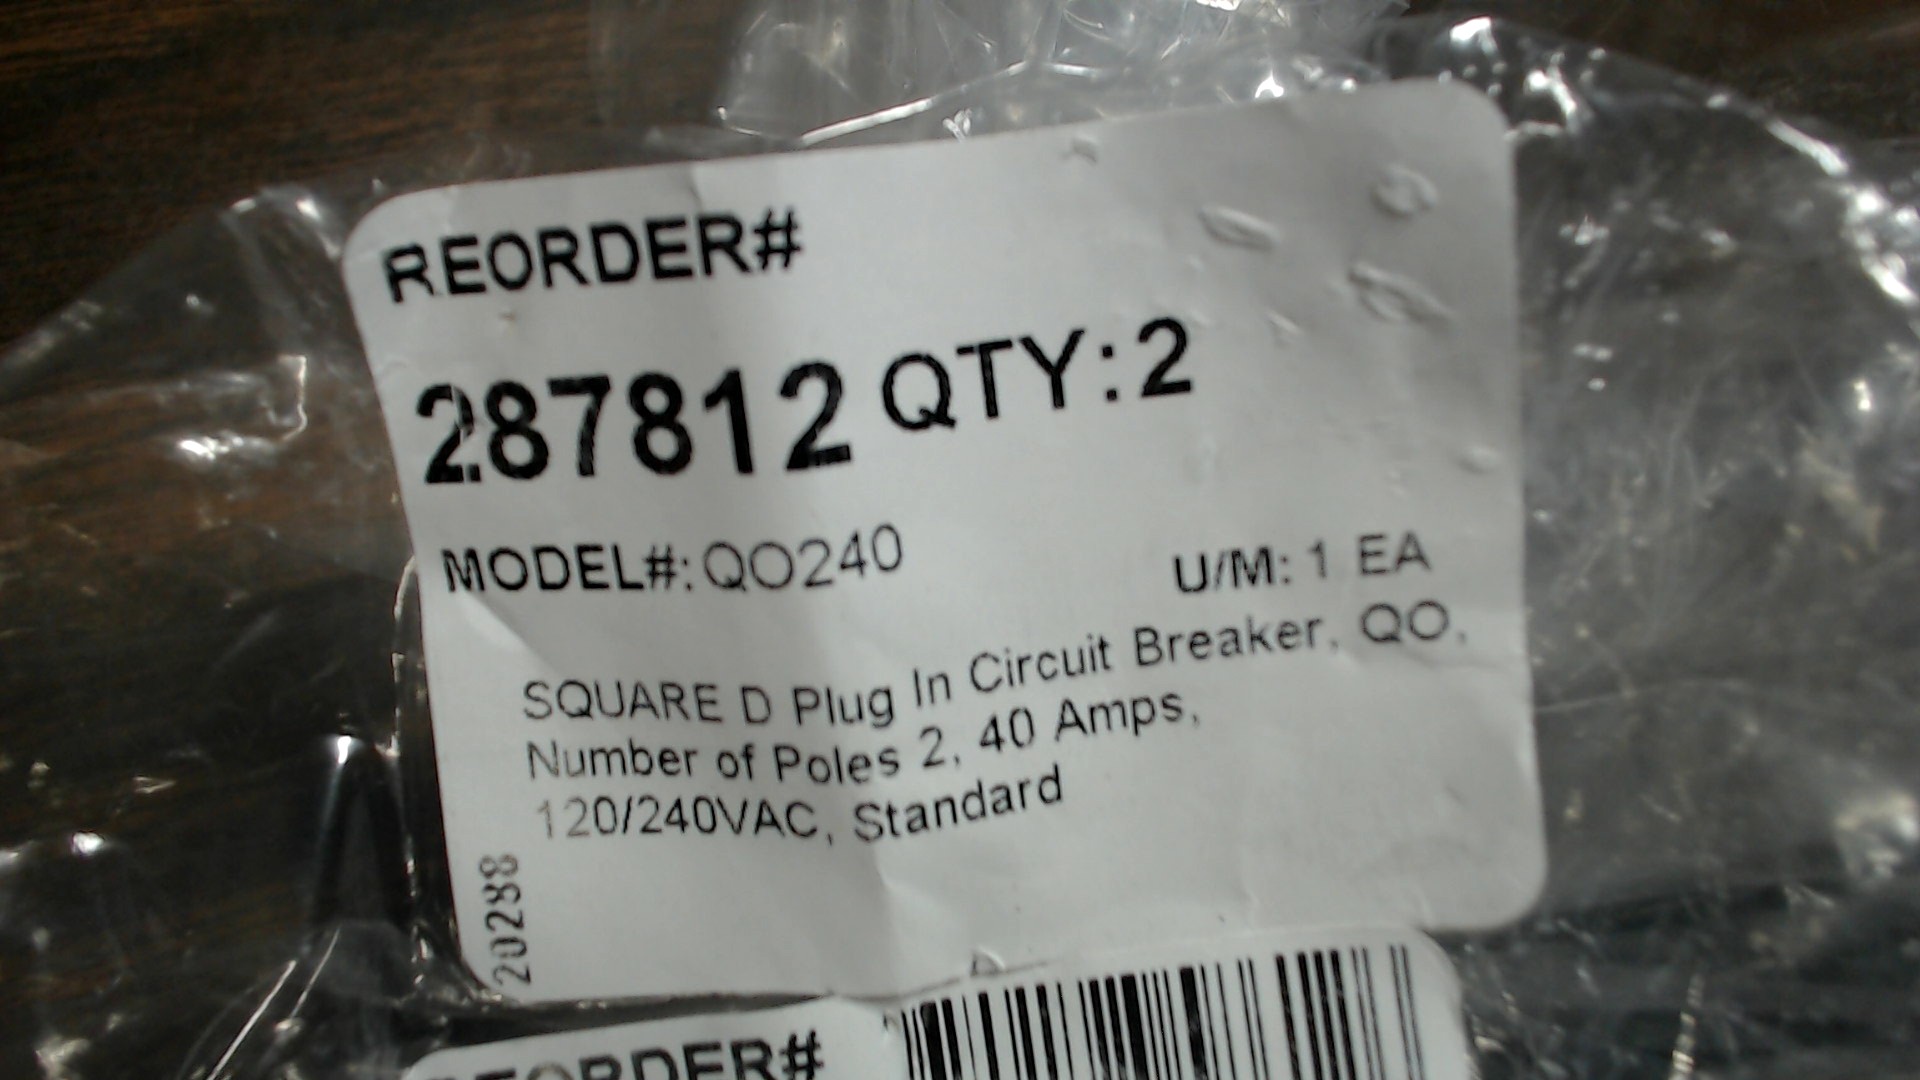 REORDER#
287812 QTY:2
MODEL#:QO240
U/M: 1 EA
SQUARE D Plug In Circuit Breaker, QO,
Number of Poles 2, 40 Amps,
120/240VAC, Standard
20288
REORDER#